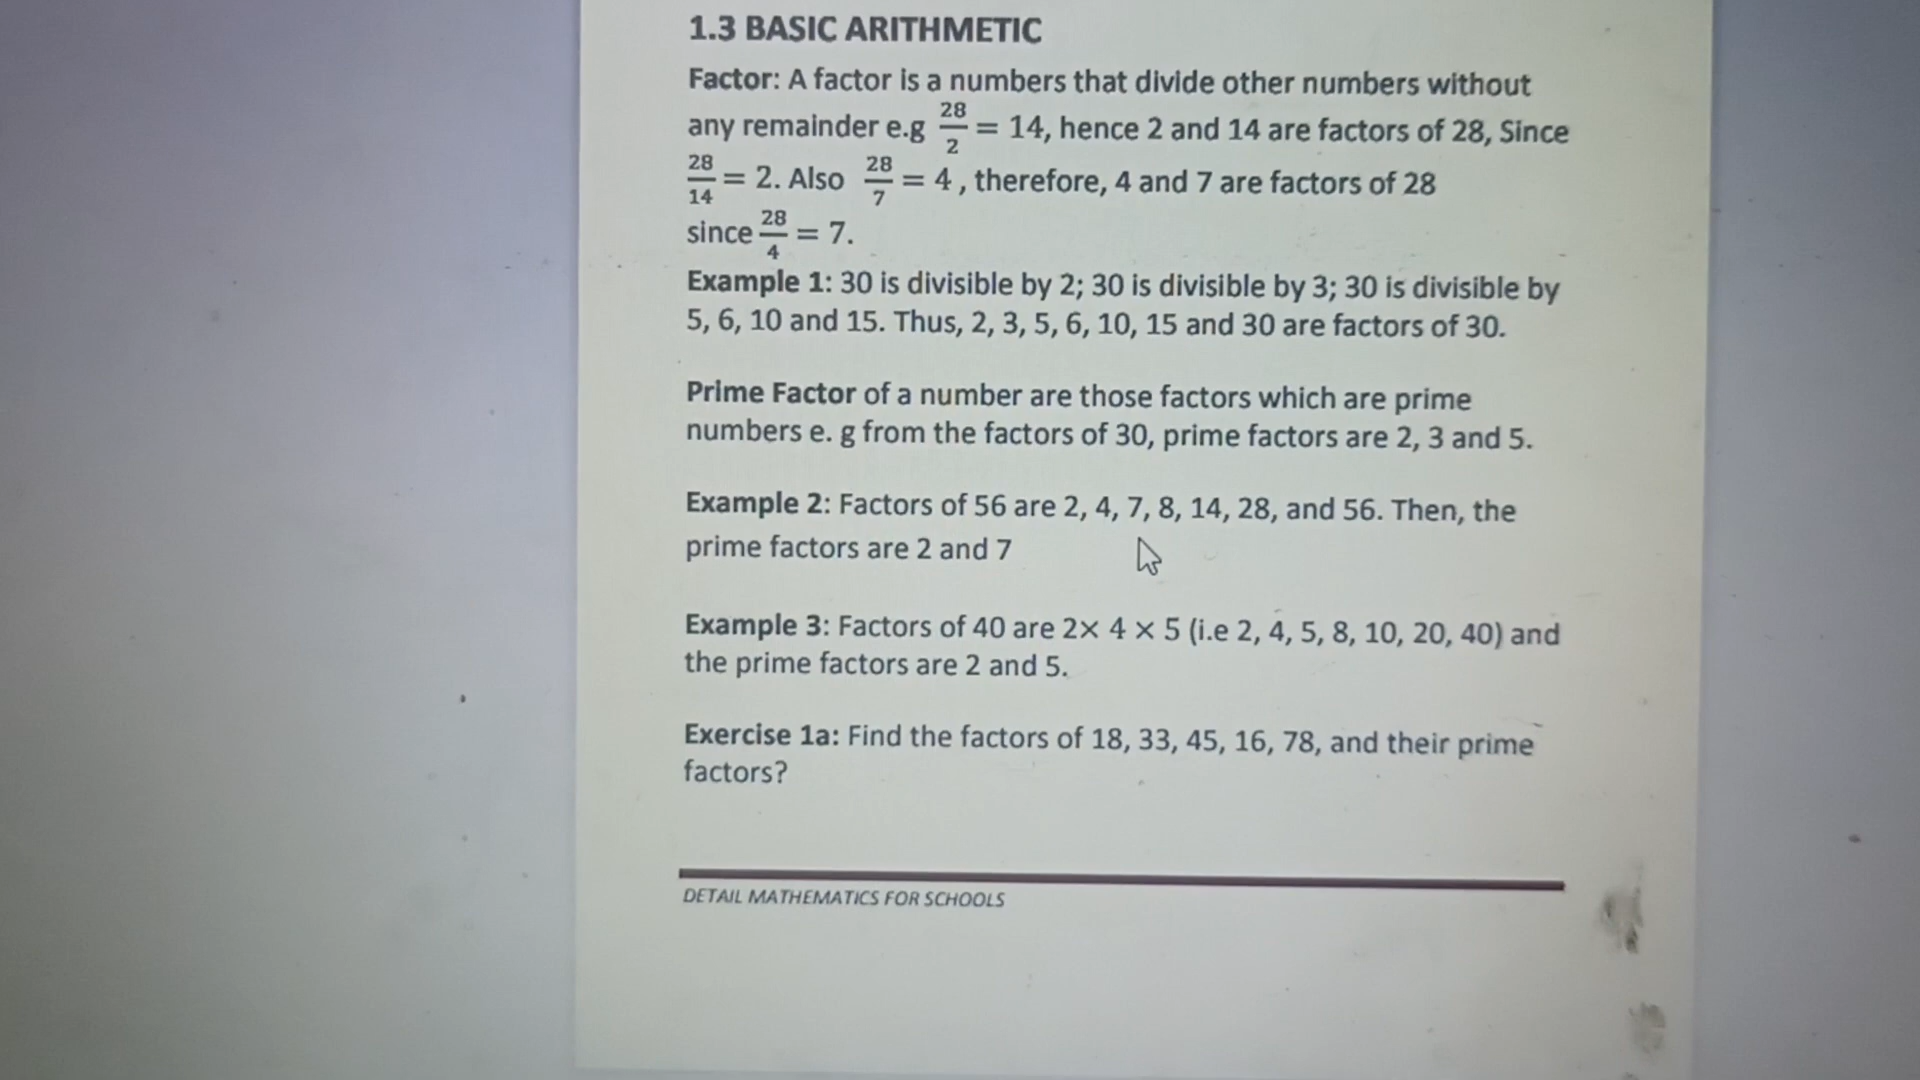 1.3 BASIC ARITHMETIC
Factor: A factor is a numbers that divide other numbers without
any remainder e.g 28/2 = 14, hence 2 and 14 are factors of 28, Since
28/14 = 2. Also 28/7 = 4 , therefore, 4 and 7 are factors of 28
since 28/4 = 7.
Example 1: 30 is divisible by 2; 30 is divisible by 3; 30 is divisible by
5, 6, 10 and 15. Thus, 2, 3, 5, 6, 10, 15 and 30 are factors of 30.
Prime Factor of a number are those factors which are prime
numbers e. g from the factors of 30, prime factors are 2, 3 and 5.
Example 2: Factors of 56 are 2, 4, 7, 8, 14, 28, and 56. Then, the
prime factors are 2 and 7
Example 3: Factors of 40 are 2× 4 × 5 (i.e 2, 4, 5, 8, 10, 20, 40) and
the prime factors are 2 and 5.
Exercise 1a: Find the factors of 18, 33, 45, 16, 78, and their prime
factors?
DETAIL MATHEMATICS FOR SCHOOLS